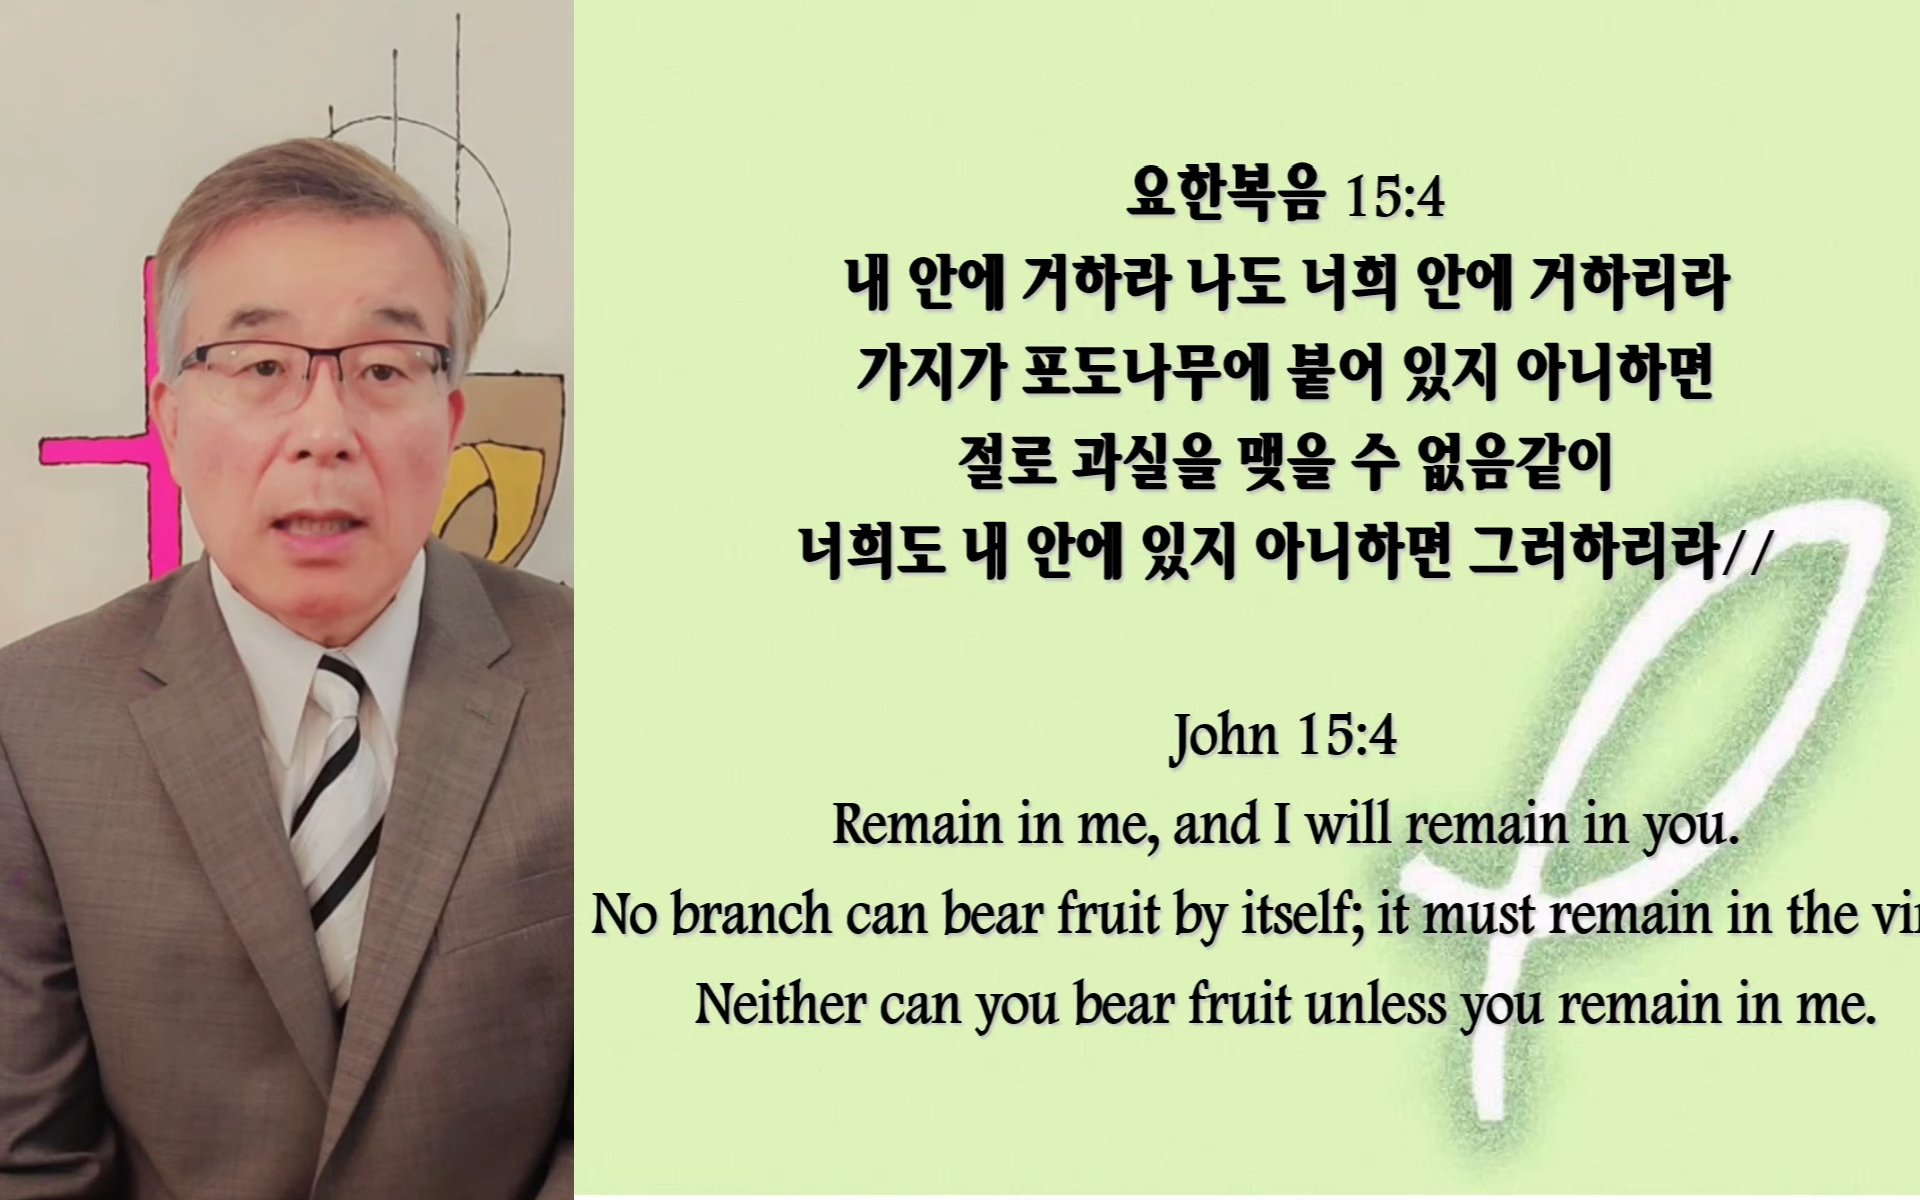 요한복음 15:4
내 안에 거하라 나도 너희 안에 거하리라
가지가 포도나무에 붙어 있지 아니하면
절로 과실을 맺을 수 없음같이
너희도 내 안에 있지 아니하면 그러하리라//
John 15:4
Remain in me, and I will remain in you.
No branch can bear fruit by itself; it must remain in the
Neither can you bear fruit unless you remain in me.